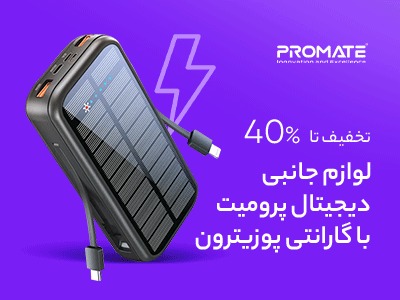 PROMATE
Innovation and Excellence
تخفیف تا 40%
لوازم جانبی
دیجیتال پرومیت
با گارانتی پوزیترون